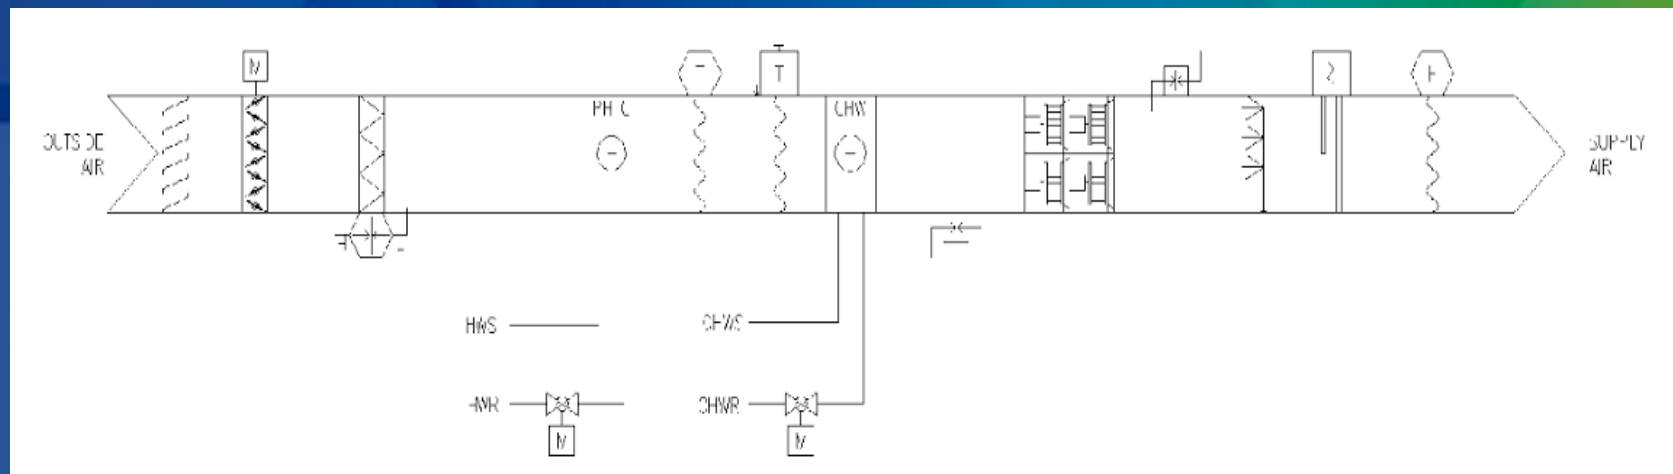 M
T
T
PH C
CHW
OUTSIDE
AIR
SUPPLY
AIR
HWS
CHWS
HWR
CHWR
M
M